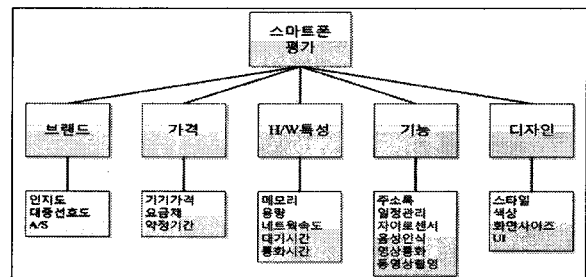 스마트폰
평가
브랜드
가격
H/W특성
기능
디자인
인지도
대중선호도
A/S
기기가격
요금제
약정기간
메모리
용량
네트웍속도
대기시간
통화시간
주소록
일정관리
자이로센서
음성인식
영상통화
동영상촬영
스타일
색상
화면사이즈
UI